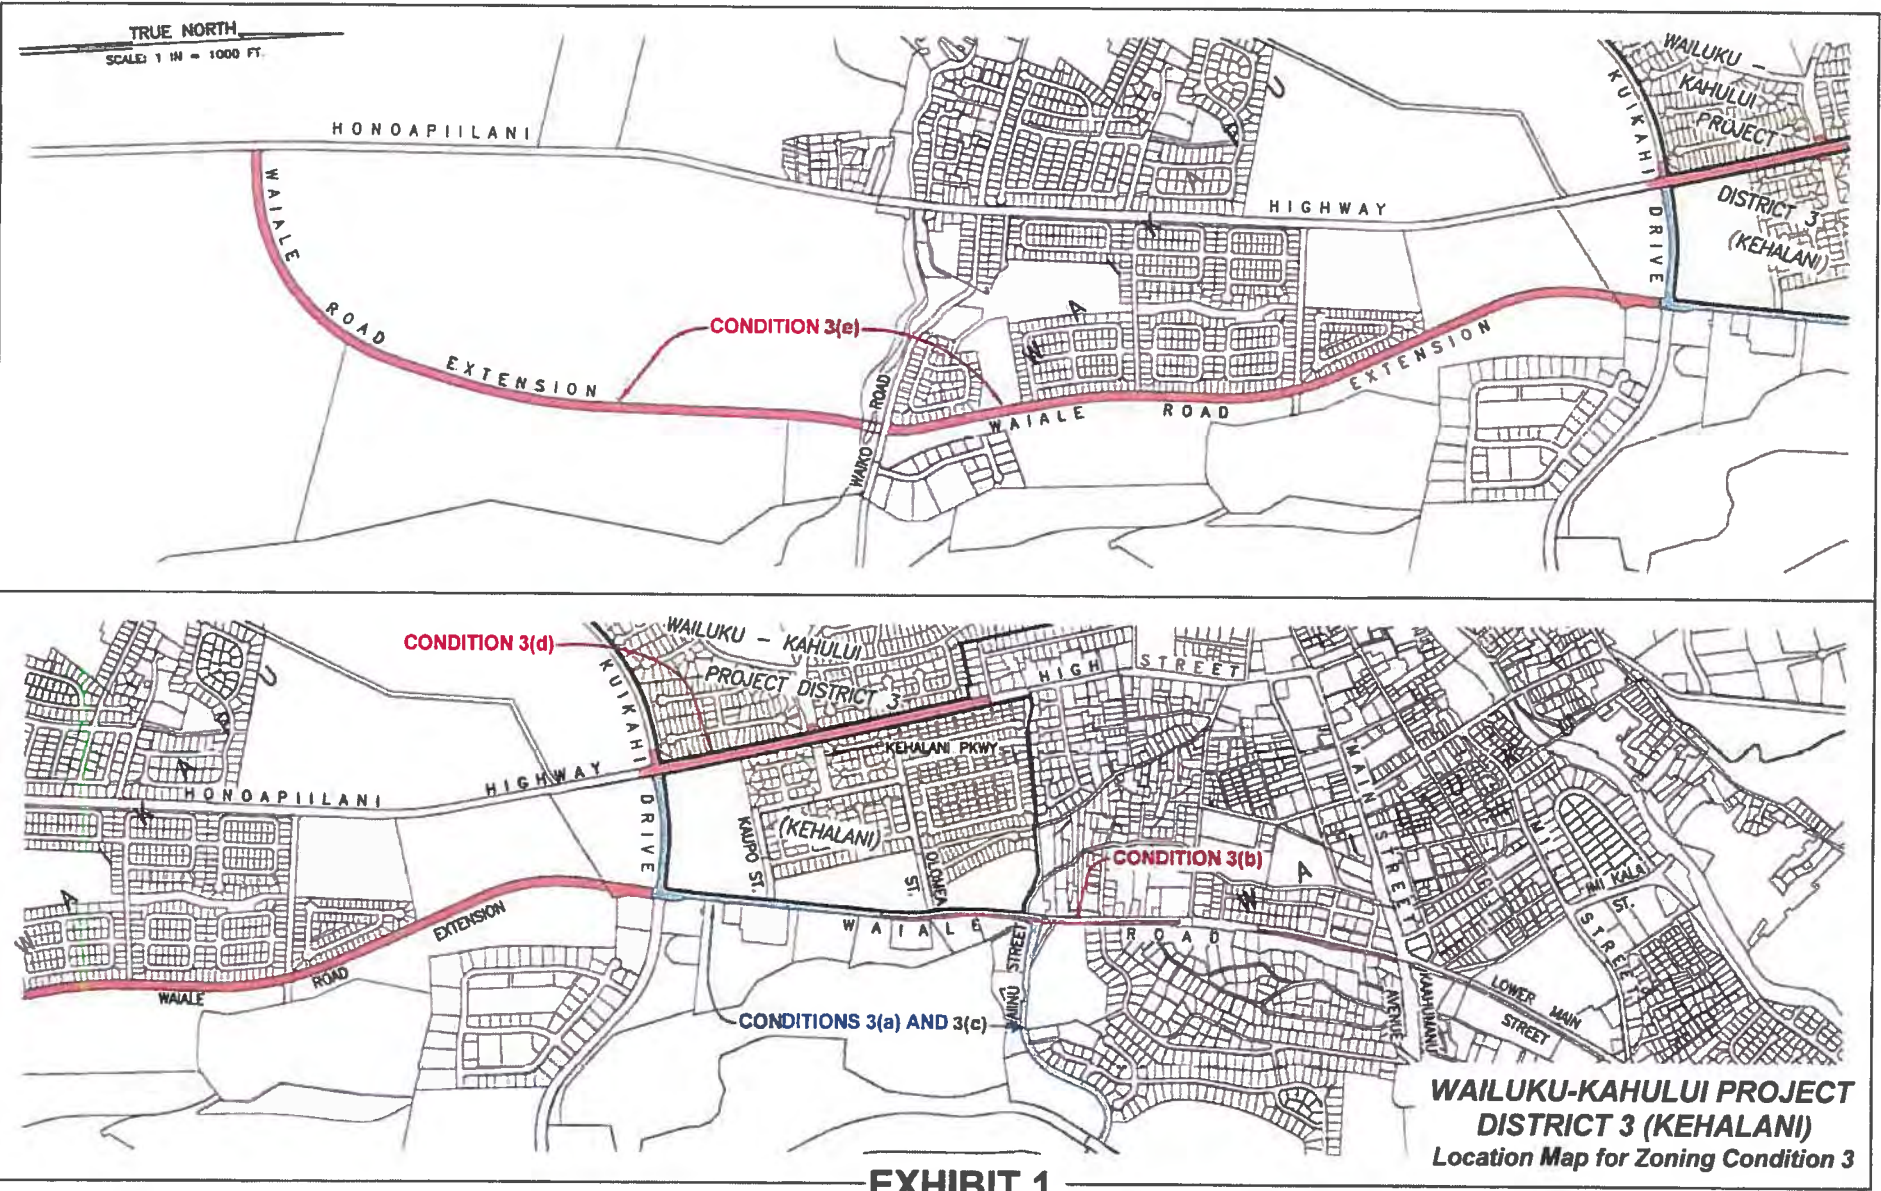 TRUE NORTH
SCALE: 1 IN = 1000 FT.
HONOAPIILANI
HIGHWAY
WAIALE
ROAD
EXTENSION
CONDITION 3(e)
WAIKO ROAD
WAIALE ROAD
EXTENSION
W A
K A P U
KUIKAHI
DRIVE
WAILUKU -
KAHULUI
PROJECT
DISTRICT 3
(KEHALANI)
CONDITION 3(d)
WAILUKU - KAHULUI
PROJECT DISTRICT 3
KUIKAHI
DRIVE
HIGH STREET
KEHALANI PKWY
HONOAPIILANI
HIGHWAY
(KEHALANI)
KAUPO ST.
OLOWEA
ST.
CONDITION 3(b)
W A
K A P U
WAIALE
ROAD
EXTENSION
WAIALE
ROAD
STREET
CONDITIONS 3(a) AND 3(c)
W A
MAIN STREET
MILL
STREET
IMI KALA
ST.
AVENUE
LOWER MAIN
STREET
WAILUKU-KAHULUI PROJECT
DISTRICT 3 (KEHALANI)
Location Map for Zoning Condition 3
EXHIBIT 1